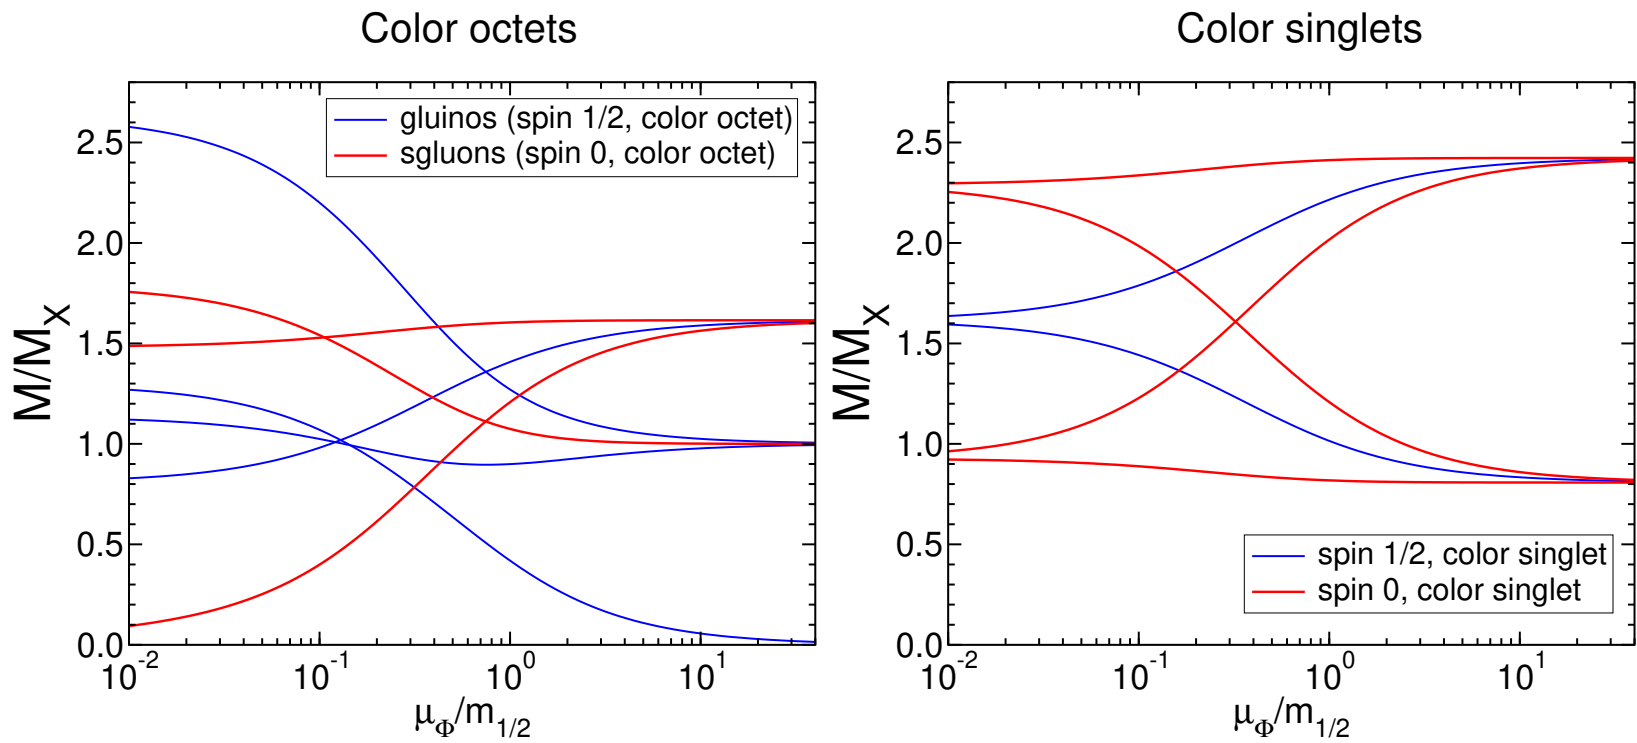 Color octets
gluinos (spin 1/2, color octet)
sgluons (spin 0, color octet)
M/M_X
2.5
2.0
1.5
1.0
0.5
0.0
10^-2
10^-1
10^0
10^1
μ_Φ/m_1/2
Color singlets
M/M_X
2.5
2.0
1.5
1.0
0.5
0.0
spin 1/2, color singlet
spin 0, color singlet
10^-2
10^-1
10^0
10^1
μ_Φ/m_1/2